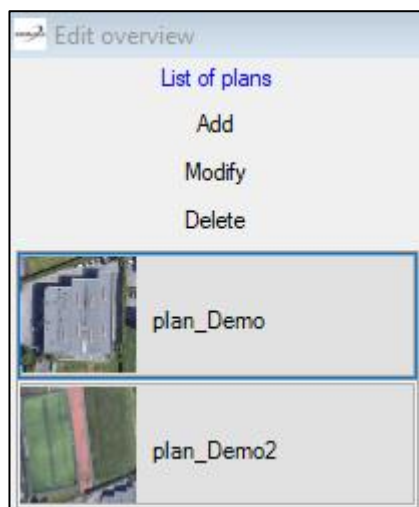 Edit overview
List of plans
Add
Modify
Delete
plan_Demo
plan_Demo2